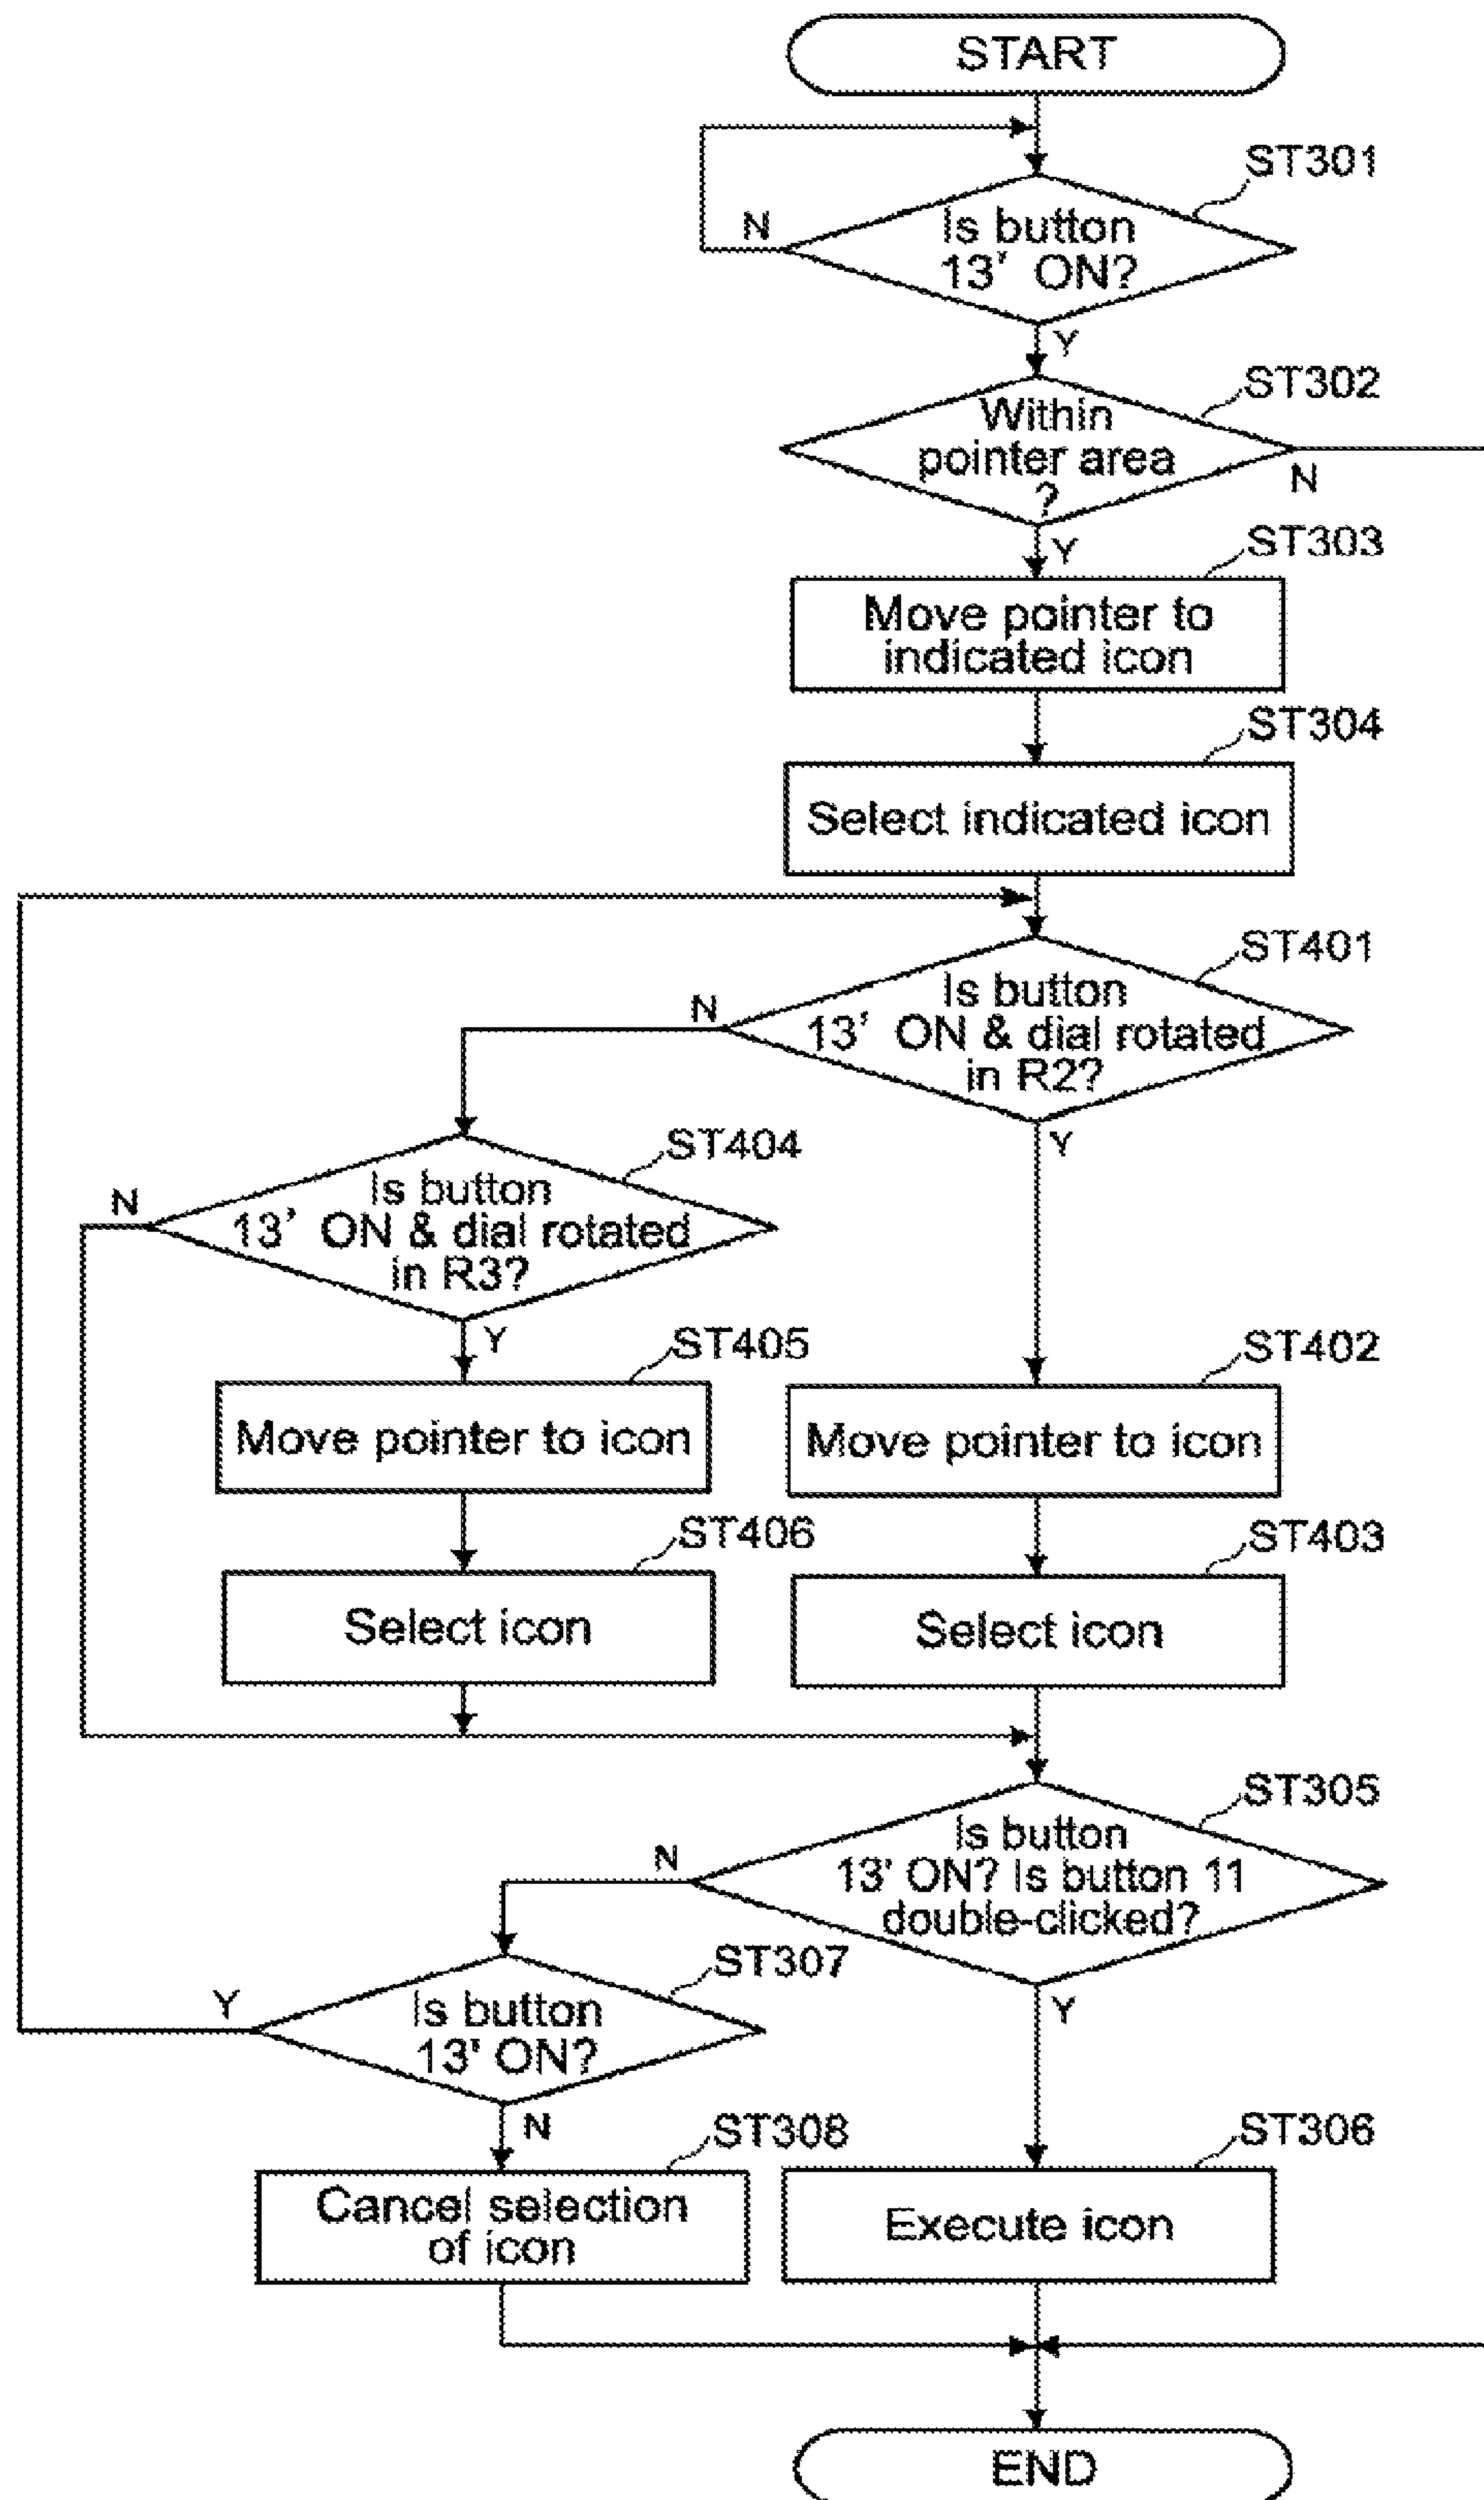 START
ST301
Is button
13' ON?
N
Y
ST302
Within
pointer area
?
N
Y
ST303
Move pointer to
indicated icon
ST304
Select indicated icon
ST401
Is button
13' ON & dial rotated
in R2?
N
Y
ST404
Is button
13' ON & dial rotated
in R3?
N
Y
ST405
Move pointer to icon
ST402
Move pointer to icon
ST406
Select icon
ST403
Select icon
ST305
Is button
13' ON? Is button 11
double-clicked?
N
Y
ST307
Is button
13' ON?
Y
N
ST308
Cancel selection
of icon
ST306
Execute icon
END